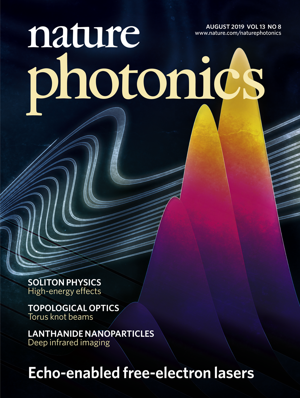 AUGUST 2019 VOL 13 NO 8
www.nature.com/naturephotonics
nature
photonics
SOLITON PHYSICS
High-energy effects
TOPOLOGICAL OPTICS
Torus knot beams
LANTHANIDE NANOPARTICLES
Deep infrared imaging
Echo-enabled free-electron lasers